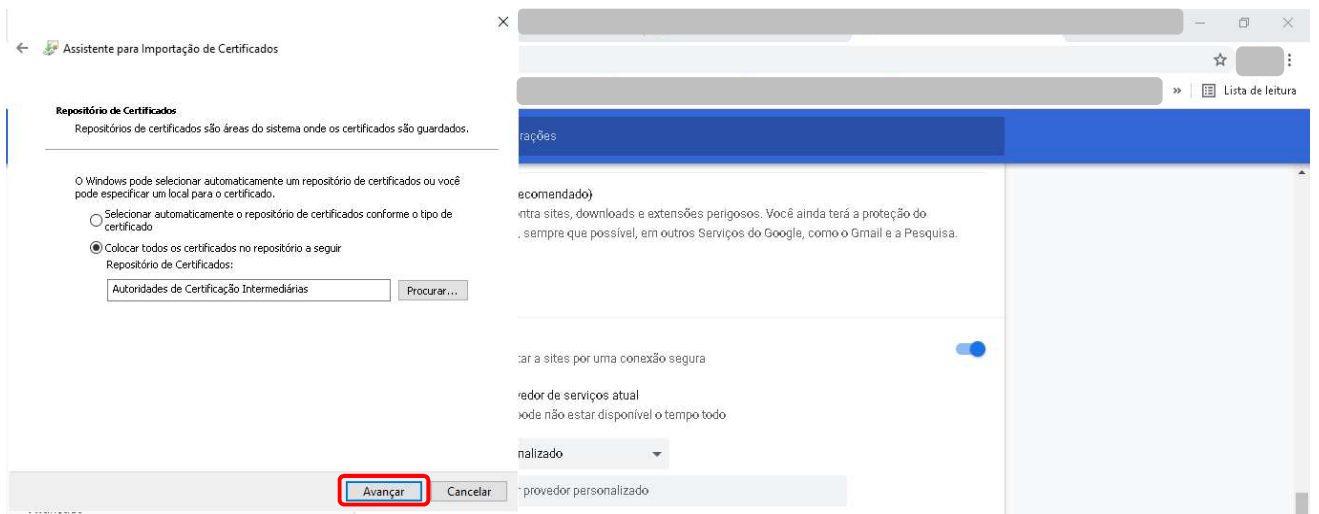 Assistente para Importação de Certificados
Repositório de Certificados
Repositórios de certificados são áreas do sistema onde os certificados são guardados.
O Windows pode selecionar automaticamente um repositório de certificados ou você
pode especificar um local para o certificado.
Selecionar automaticamente o repositório de certificados conforme o tipo de
certificado
Colocar todos os certificados no repositório a seguir
Repositório de Certificados:
Autoridades de Certificação Intermediárias
Procurar...
Avançar
Cancelar
Lista de leitura
rações
ecomendado)
ntra sites, downloads e extensões perigosos. Você ainda terá a proteção do
, sempre que possível, em outros Serviços do Google, como o Gmail e a Pesquisa.
tar a sites por uma conexão segura
vedor de serviços atual
pode não estar disponível o tempo todo
nalizado
r provedor personalizado